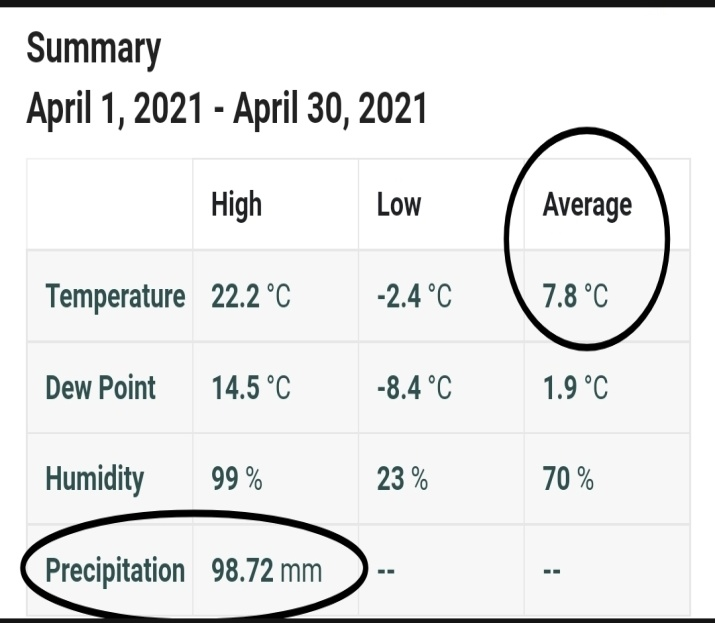 Summary
April 1, 2021 - April 30, 2021
High Low Average
Temperature 22.2 °C -2.4 °C 7.8 °C
Dew Point 14.5 °C -8.4 °C 1.9 °C
Humidity 99 % 23 % 70 %
Precipitation 98.72 mm -- --